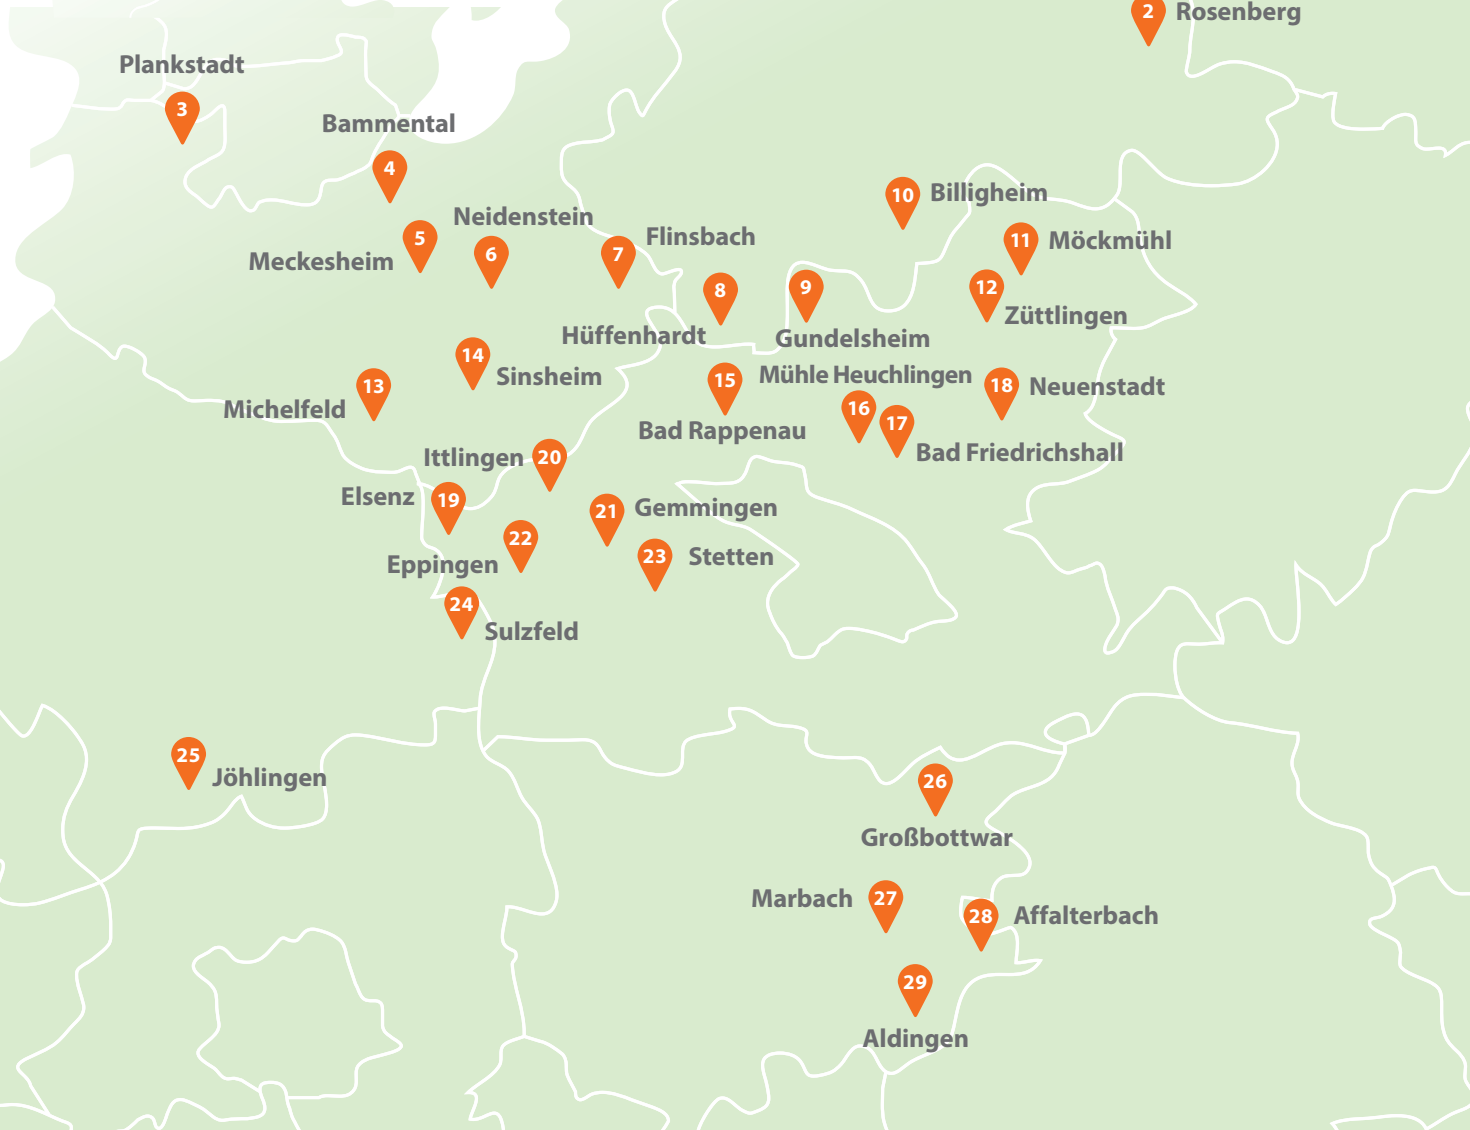 2 Rosenberg
Plankstadt
3
Bammental
4
10 Billigheim
Neidenstein
5
Meckesheim
6
Flinsbach
7
11 Möckmühl
8
Hüffenhardt
9
Gundelsheim
12
Züttlingen
14
Sinsheim
13
Michelfeld
15
Bad Rappenau
Mühle Heuchlingen
16
17
Bad Friedrichshall
18 Neuenstadt
Ittlingen 20
Elsenz 19
21 Gemmingen
22
Eppingen
23 Stetten
24
Sulzfeld
25
Jöhlingen
26
Großbottwar
Marbach 27
28 Affalterbach
29
Aldingen